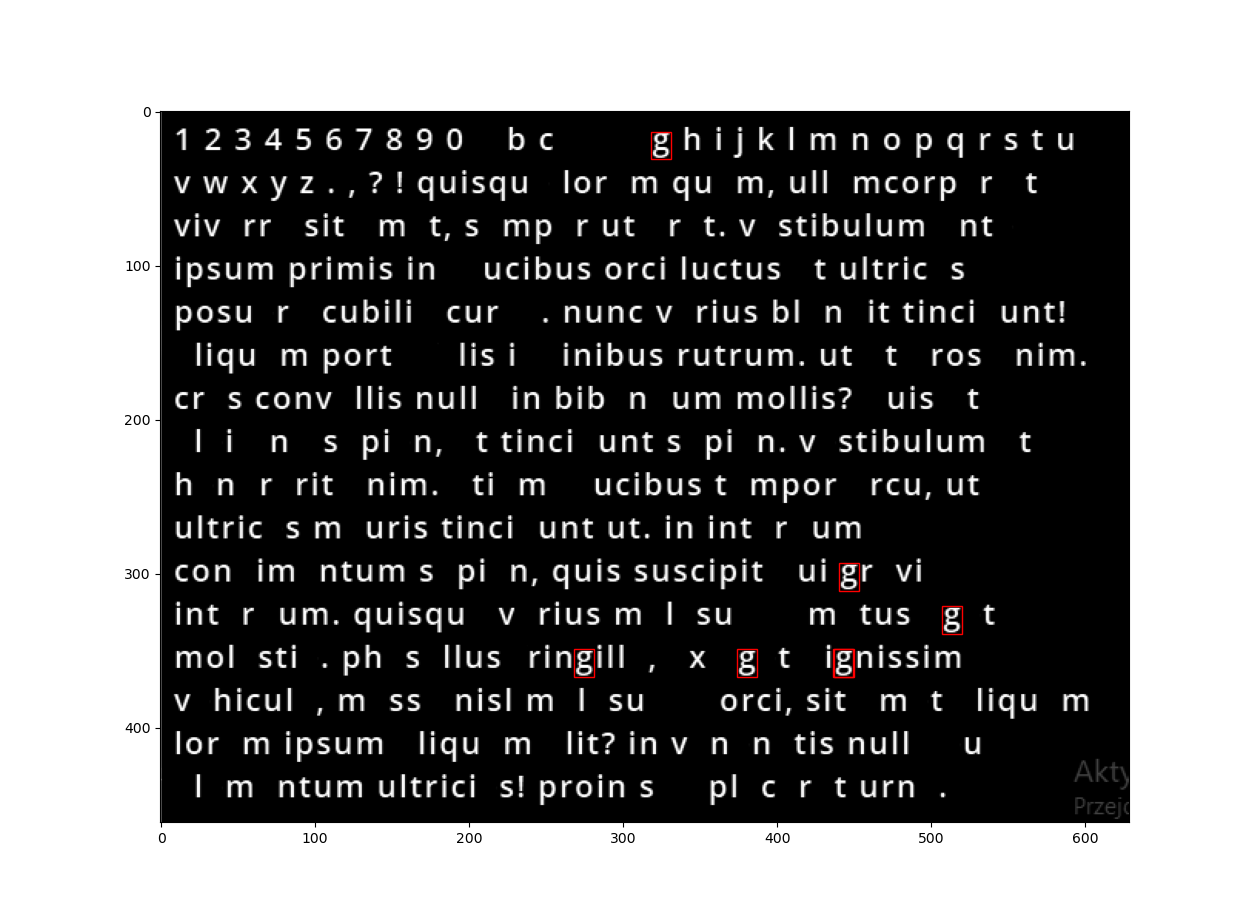 0
1 2 3 4 5 6 7 8 9 0 b c g h i j k l m n o p q r s t u
v w x y z . , ? ! quisqu lor m qu m, ull mcorp r t
viv rr sit m t, s mp r ut r t. v stibulum nt
100
ipsum primis in ucibus orci luctus t ultric s
posu r cubili cur . nunc v rius bl n it tinci unt!
liqu m port lis i inibus rutrum. ut t ros nim.
cr s conv llis null in bib n um mollis? uis t
200
l i n s pi n, t tinci unt s pi n. v stibulum t
h n r rit nim. ti m ucibus t mpor rcu, ut
ultric s m uris tinci unt ut. in int r um
300
con im ntum s pi n, quis suscipit ui gr vi
int r um. quisqu v rius m l su m tus g t
mol sti . ph s llus ringill , x g t ignissim
v hicul , m ss nisl m l su orci, sit m t liqu m
400
lor m ipsum liqu m lit? in v n n tis null u
l m ntum ultrici s! proin s pl c r t urn .
Akty
Przejc
0 100 200 300 400 500 600